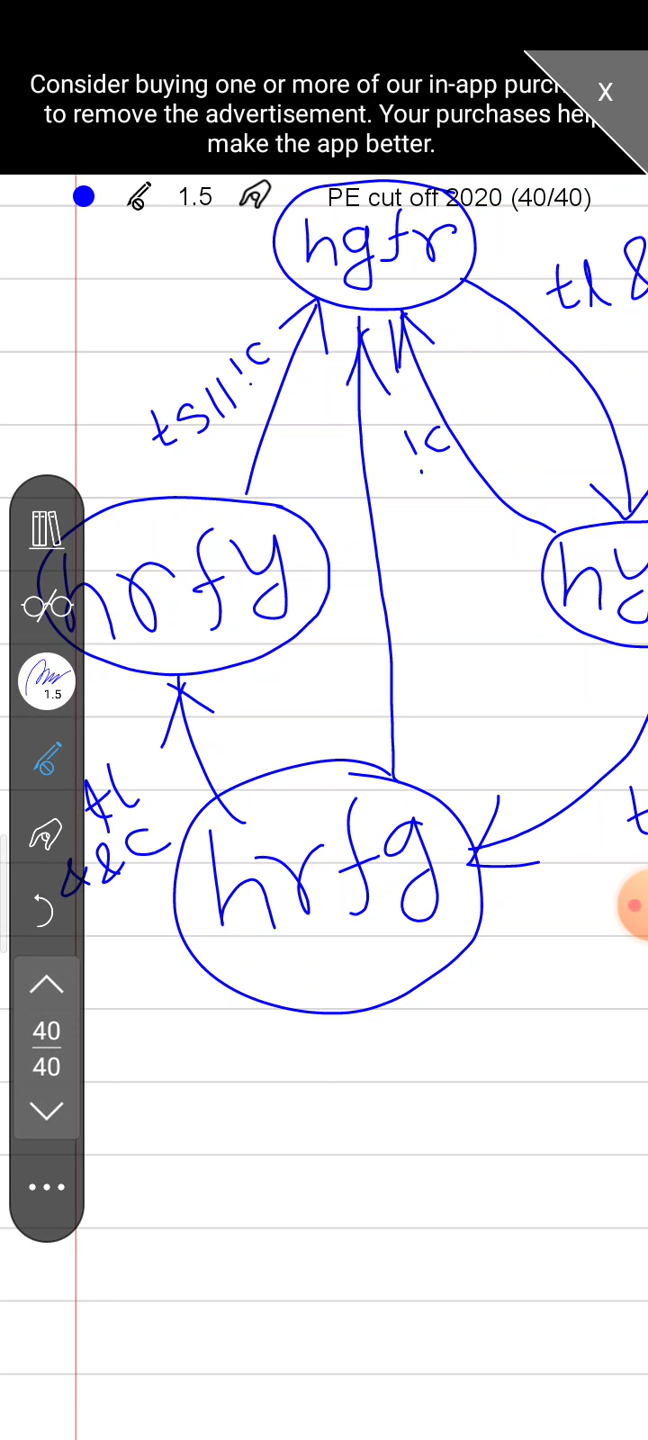 Consider buying one or more of our in-app purch
to remove the advertisement. Your purchases help
make the app better.
X
1.5
PE cut off 2020 (40/40)
hgfr
tl &
ts||!c
!c
hrfy
hy
1.5
tl
&c
t
hrfg
40
40